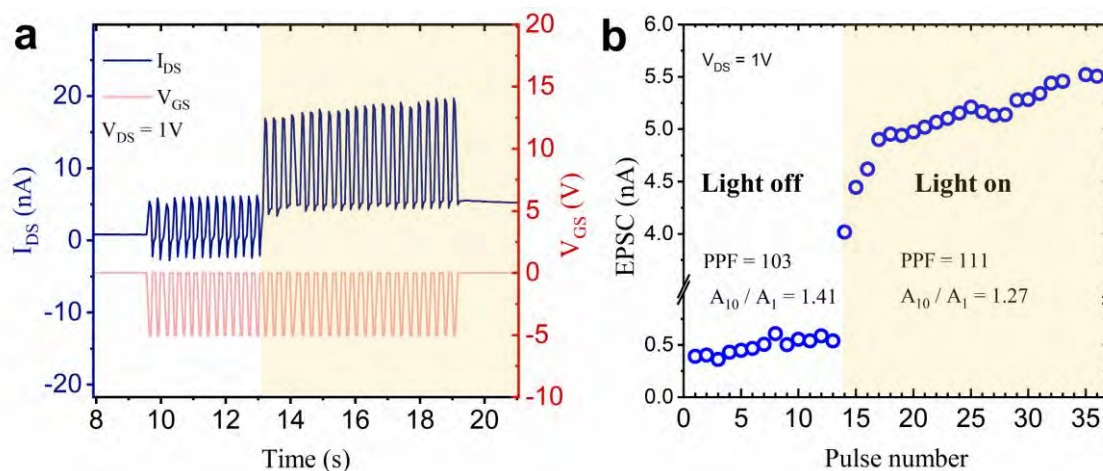 a
I_DS
V_GS
V_DS = 1V
I_DS (nA)
20
10
0
-10
-20
8
10
12
14
16
18
20
Time (s)
20
15
10
5
0
-5
-10
V_GS (V)
b
V_DS = 1V
Light off
Light on
PPF = 103
PPF = 111
A_10 / A_1 = 1.41
A_10 / A_1 = 1.27
EPSC (nA)
6.0
5.5
5.0
4.5
4.0
0.5
0.0
0
5
10
15
20
25
30
35
Pulse number